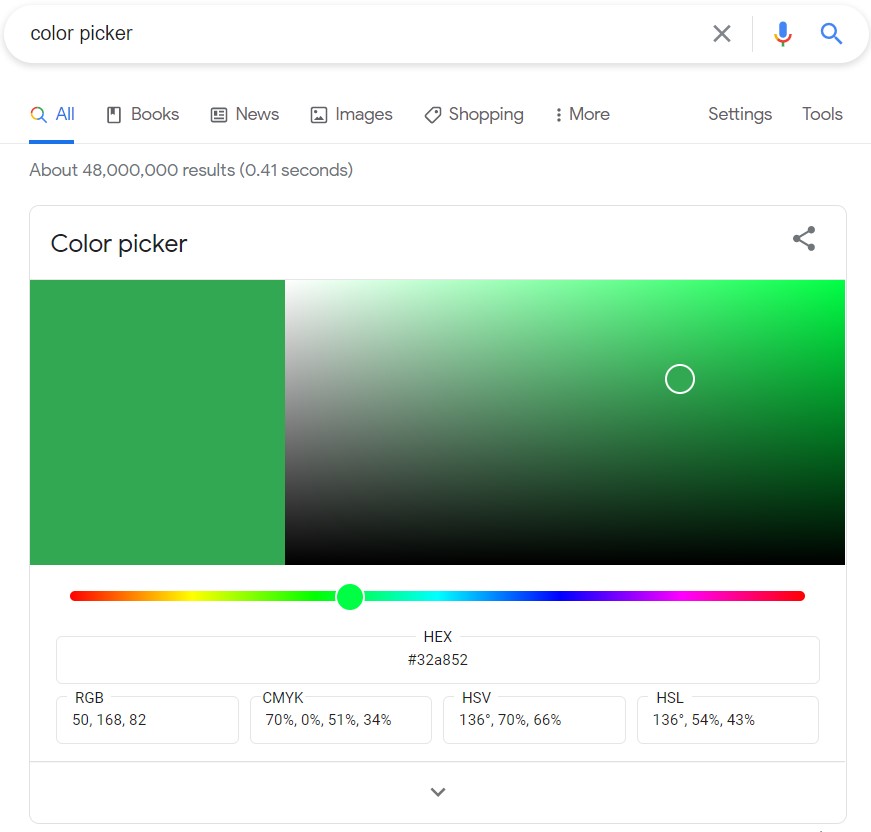 color picker
All Books News Images Shopping More Settings Tools
About 48,000,000 results (0.41 seconds)
Color picker
HEX
#32a852
RGB CMYK HSV HSL
50, 168, 82 70%, 0%, 51%, 34% 136°, 70%, 66% 136°, 54%, 43%